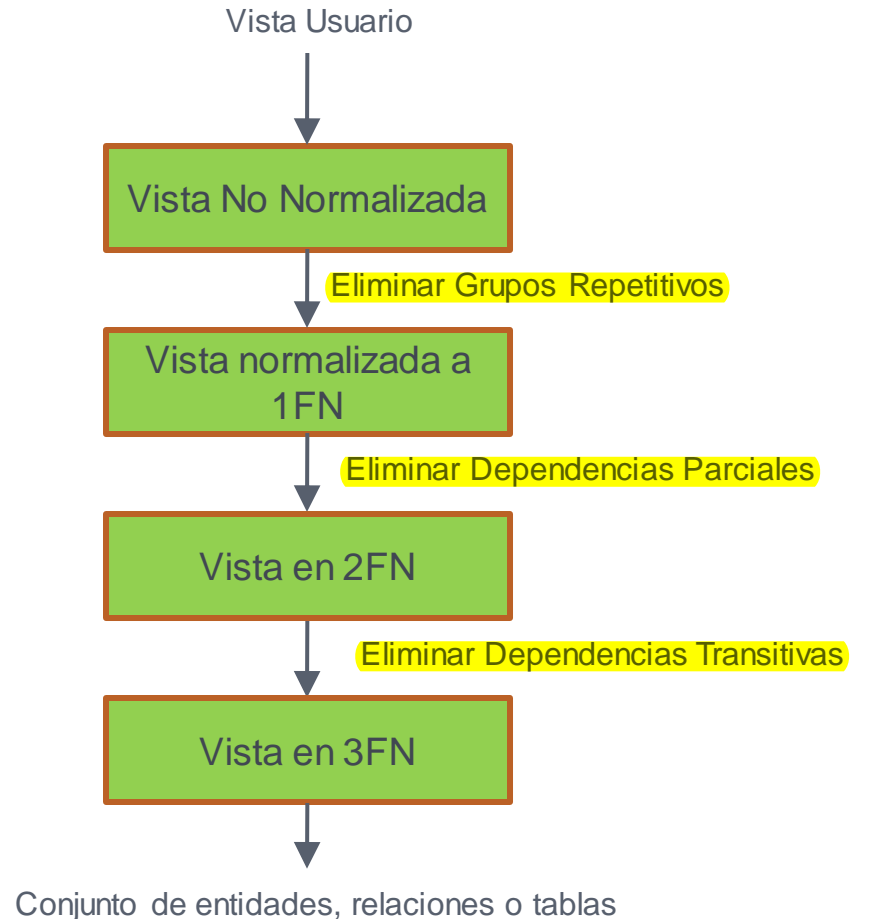 Vista Usuario
Vista No Normalizada
Eliminar Grupos Repetitivos
Vista normalizada a
1FN
Eliminar Dependencias Parciales
Vista en 2FN
Eliminar Dependencias Transitivas
Vista en 3FN
Conjunto de entidades, relaciones o tablas